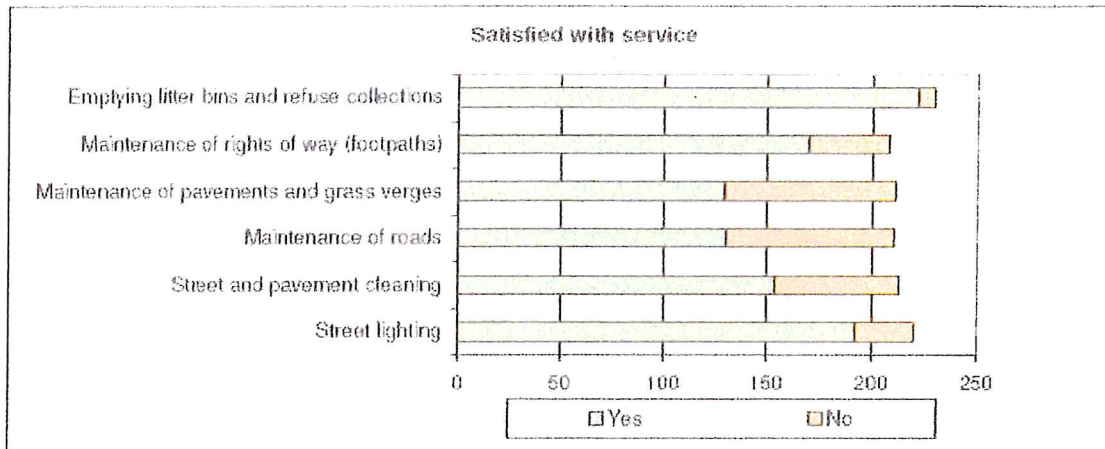 Satisfied with service
Emptying litter bins and refuse collections
Maintenance of rights of way (footpaths)
Maintenance of pavements and grass verges
Maintenance of roads
Street and pavement cleaning
Street lighting
0 50 100 150 200 250
Yes No